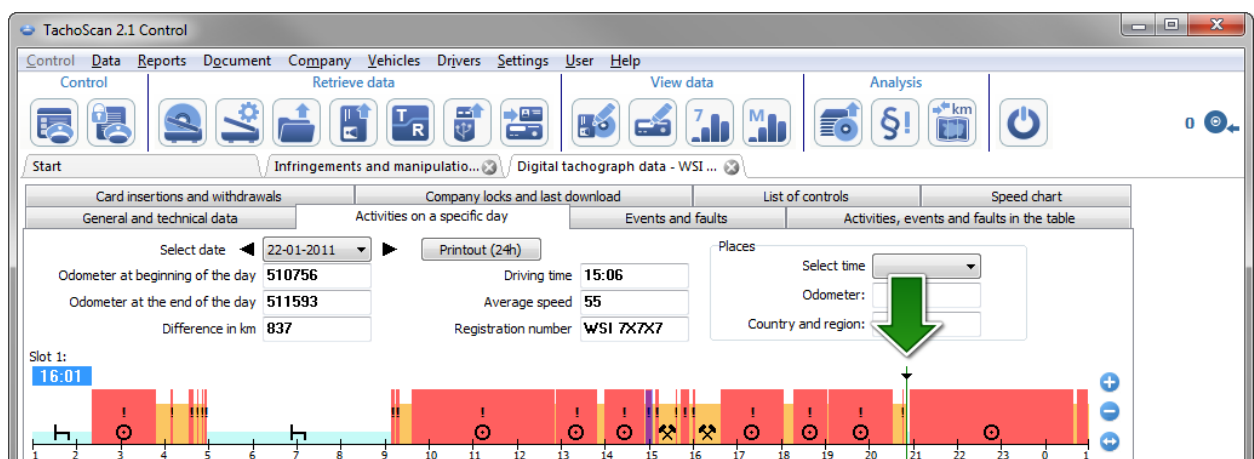 TachoScan 2.1 Control
Control Data Reports Document Company Vehicles Drivers Settings User Help
Control Retrieve data View data Analysis
T R 7 M § ! km 0
Start Infringements and manipulatio... Digital tachograph data - WSI ...
Card insertions and withdrawals Company locks and last download List of controls Speed chart
General and technical data Activities on a specific day Events and faults Activities, events and faults in the table
Select date 22-01-2011 Printout (24h) Places
Select time
Odometer at beginning of the day 510756 Driving time 15:06
Odometer at the end of the day 511593 Average speed 55 Odometer:
Difference in km 837 Registration number WSI 7X7X7 Country and region:
Slot 1:
16:01
! ! ! ! ! ! ! ! ! ! ! ! ! ! ! ! ! ! ! !
1 2 3 4 5 6 7 8 9 10 11 12 13 14 15 16 17 18 19 20 21 22 23 0 1